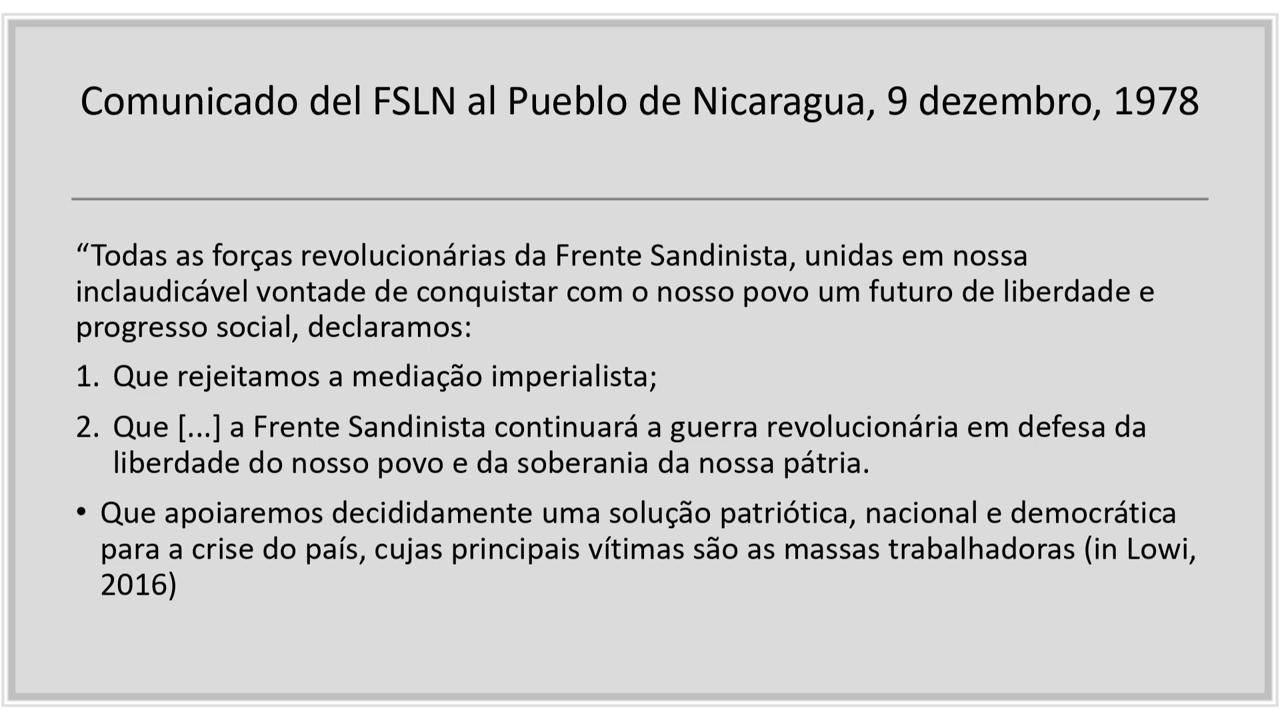 Comunicado del FSLN al Pueblo de Nicaragua, 9 dezembro, 1978
“Todas as forças revolucionárias da Frente Sandinista, unidas em nossa
inclaudicável vontade de conquistar com o nosso povo um futuro de liberdade e
progresso social, declaramos:
1. Que rejeitamos a mediação imperialista;
2. Que [...] a Frente Sandinista continuará a guerra revolucionária em defesa da
liberdade do nosso povo e da soberania da nossa pátria.
• Que apoiaremos decididamente uma solução patriótica, nacional e democrática
para a crise do país, cujas principais vítimas são as massas trabalhadoras (in Lowi,
2016)